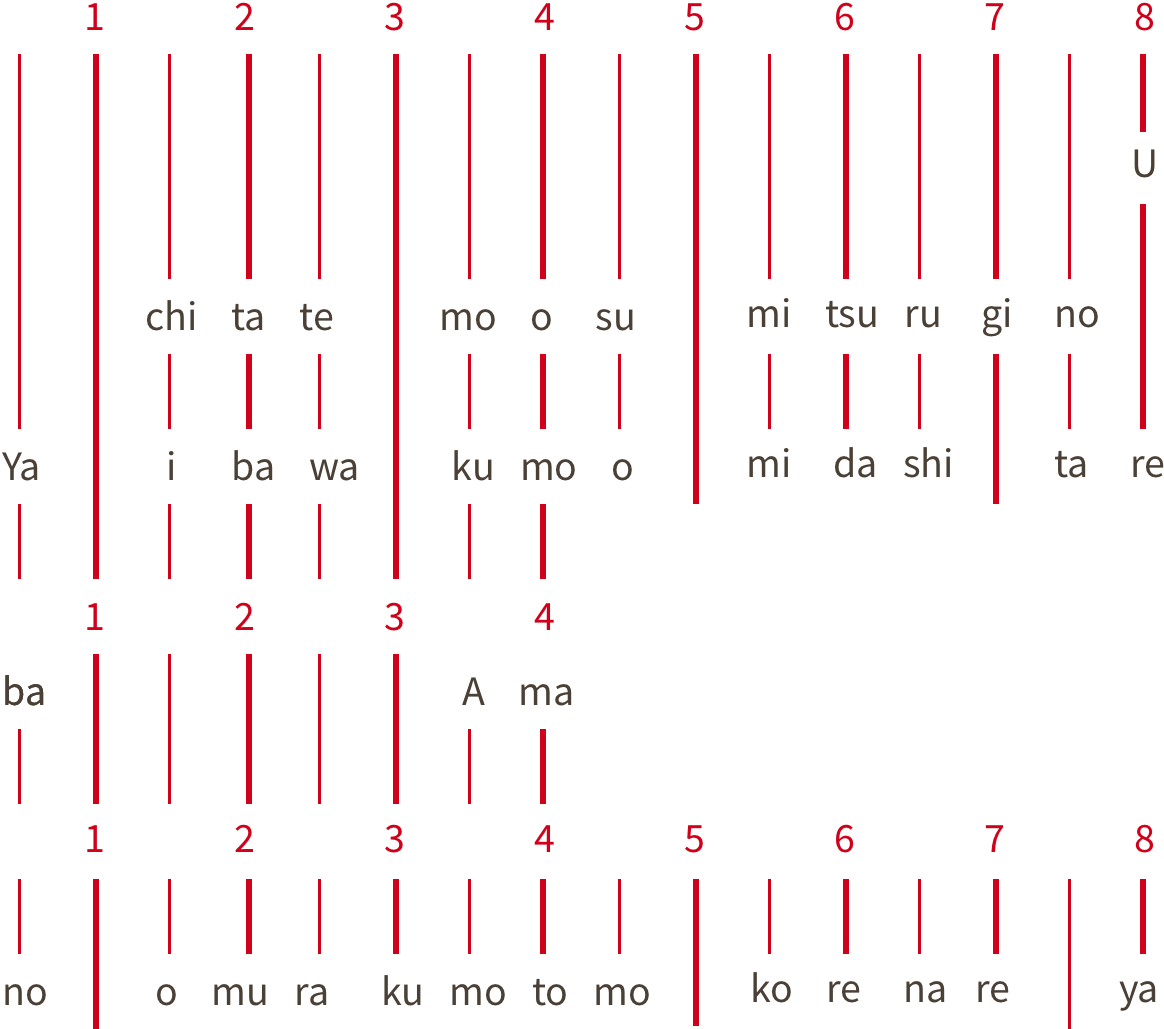 1 2 3 4 5 6 7 8
U
chi ta te mo o su mi tsu ru gi no
Ya i ba wa ku mo o mi da shi ta re
1 2 3 4
ba A ma
1 2 3 4 5 6 7 8
no o mu ra ku mo to mo ko re na re ya